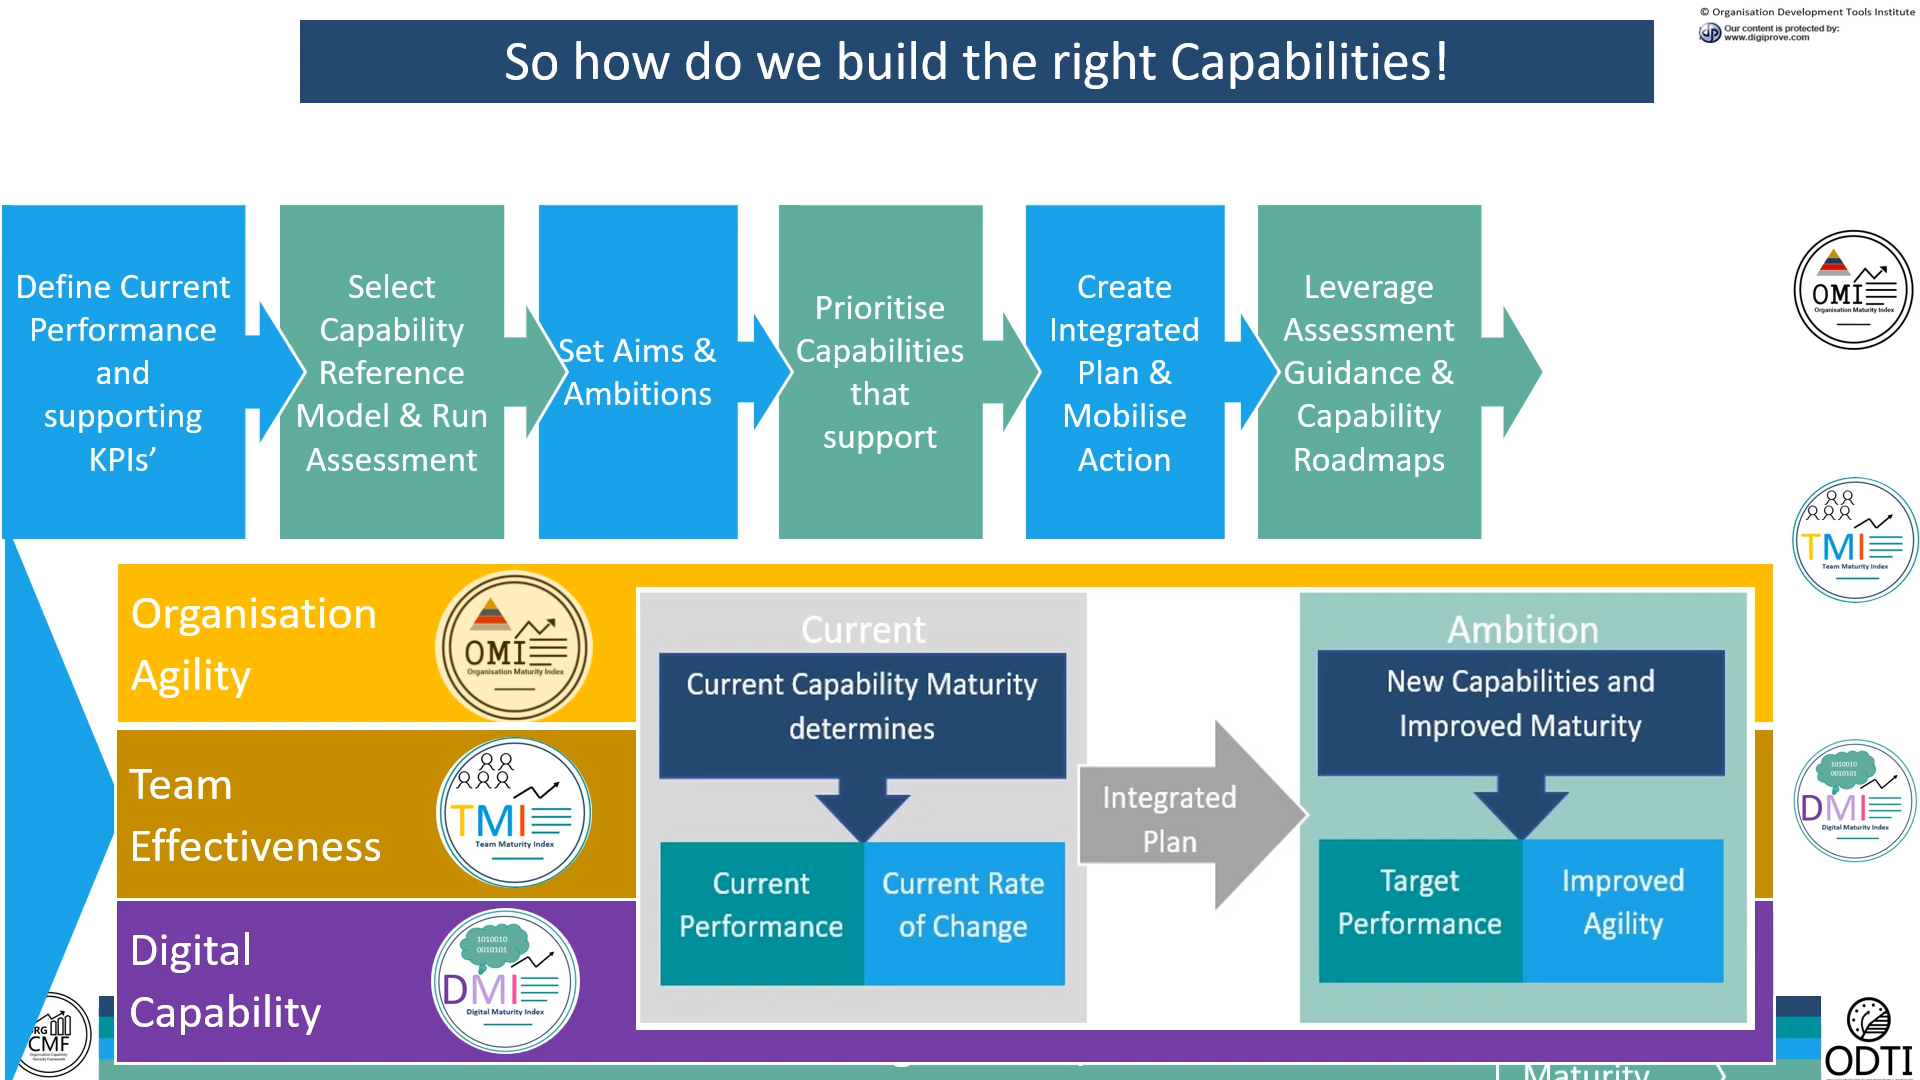 © Organisation Development Tools Institute
Our content is protected by:
www.digiprove.com
So how do we build the right Capabilities!
Define Current
Performance
and
supporting
KPIs’
Select
Capability
Reference
Model & Run
Assessment
Set Aims &
Ambitions
Prioritise
Capabilities
that
support
Create
Integrated
Plan &
Mobilise
Action
Leverage
Assessment
Guidance &
Capability
Roadmaps
OMI
Organisation Maturity Index
TMI
Team Maturity Index
1010010
0010101
DMI
Digital Maturity Index
Organisation
Agility
OMI
Organisation Maturity Index
Team
Effectiveness
TMI
Team Maturity Index
Digital
Capability
1010010
0010101
DMI
Digital Maturity Index
Current
Current Capability Maturity
determines
Current
Performance
Current Rate
of Change
Integrated
Plan
Ambition
New Capabilities and
Improved Maturity
Target
Performance
Improved
Agility
CMF
ODTI
Maturity